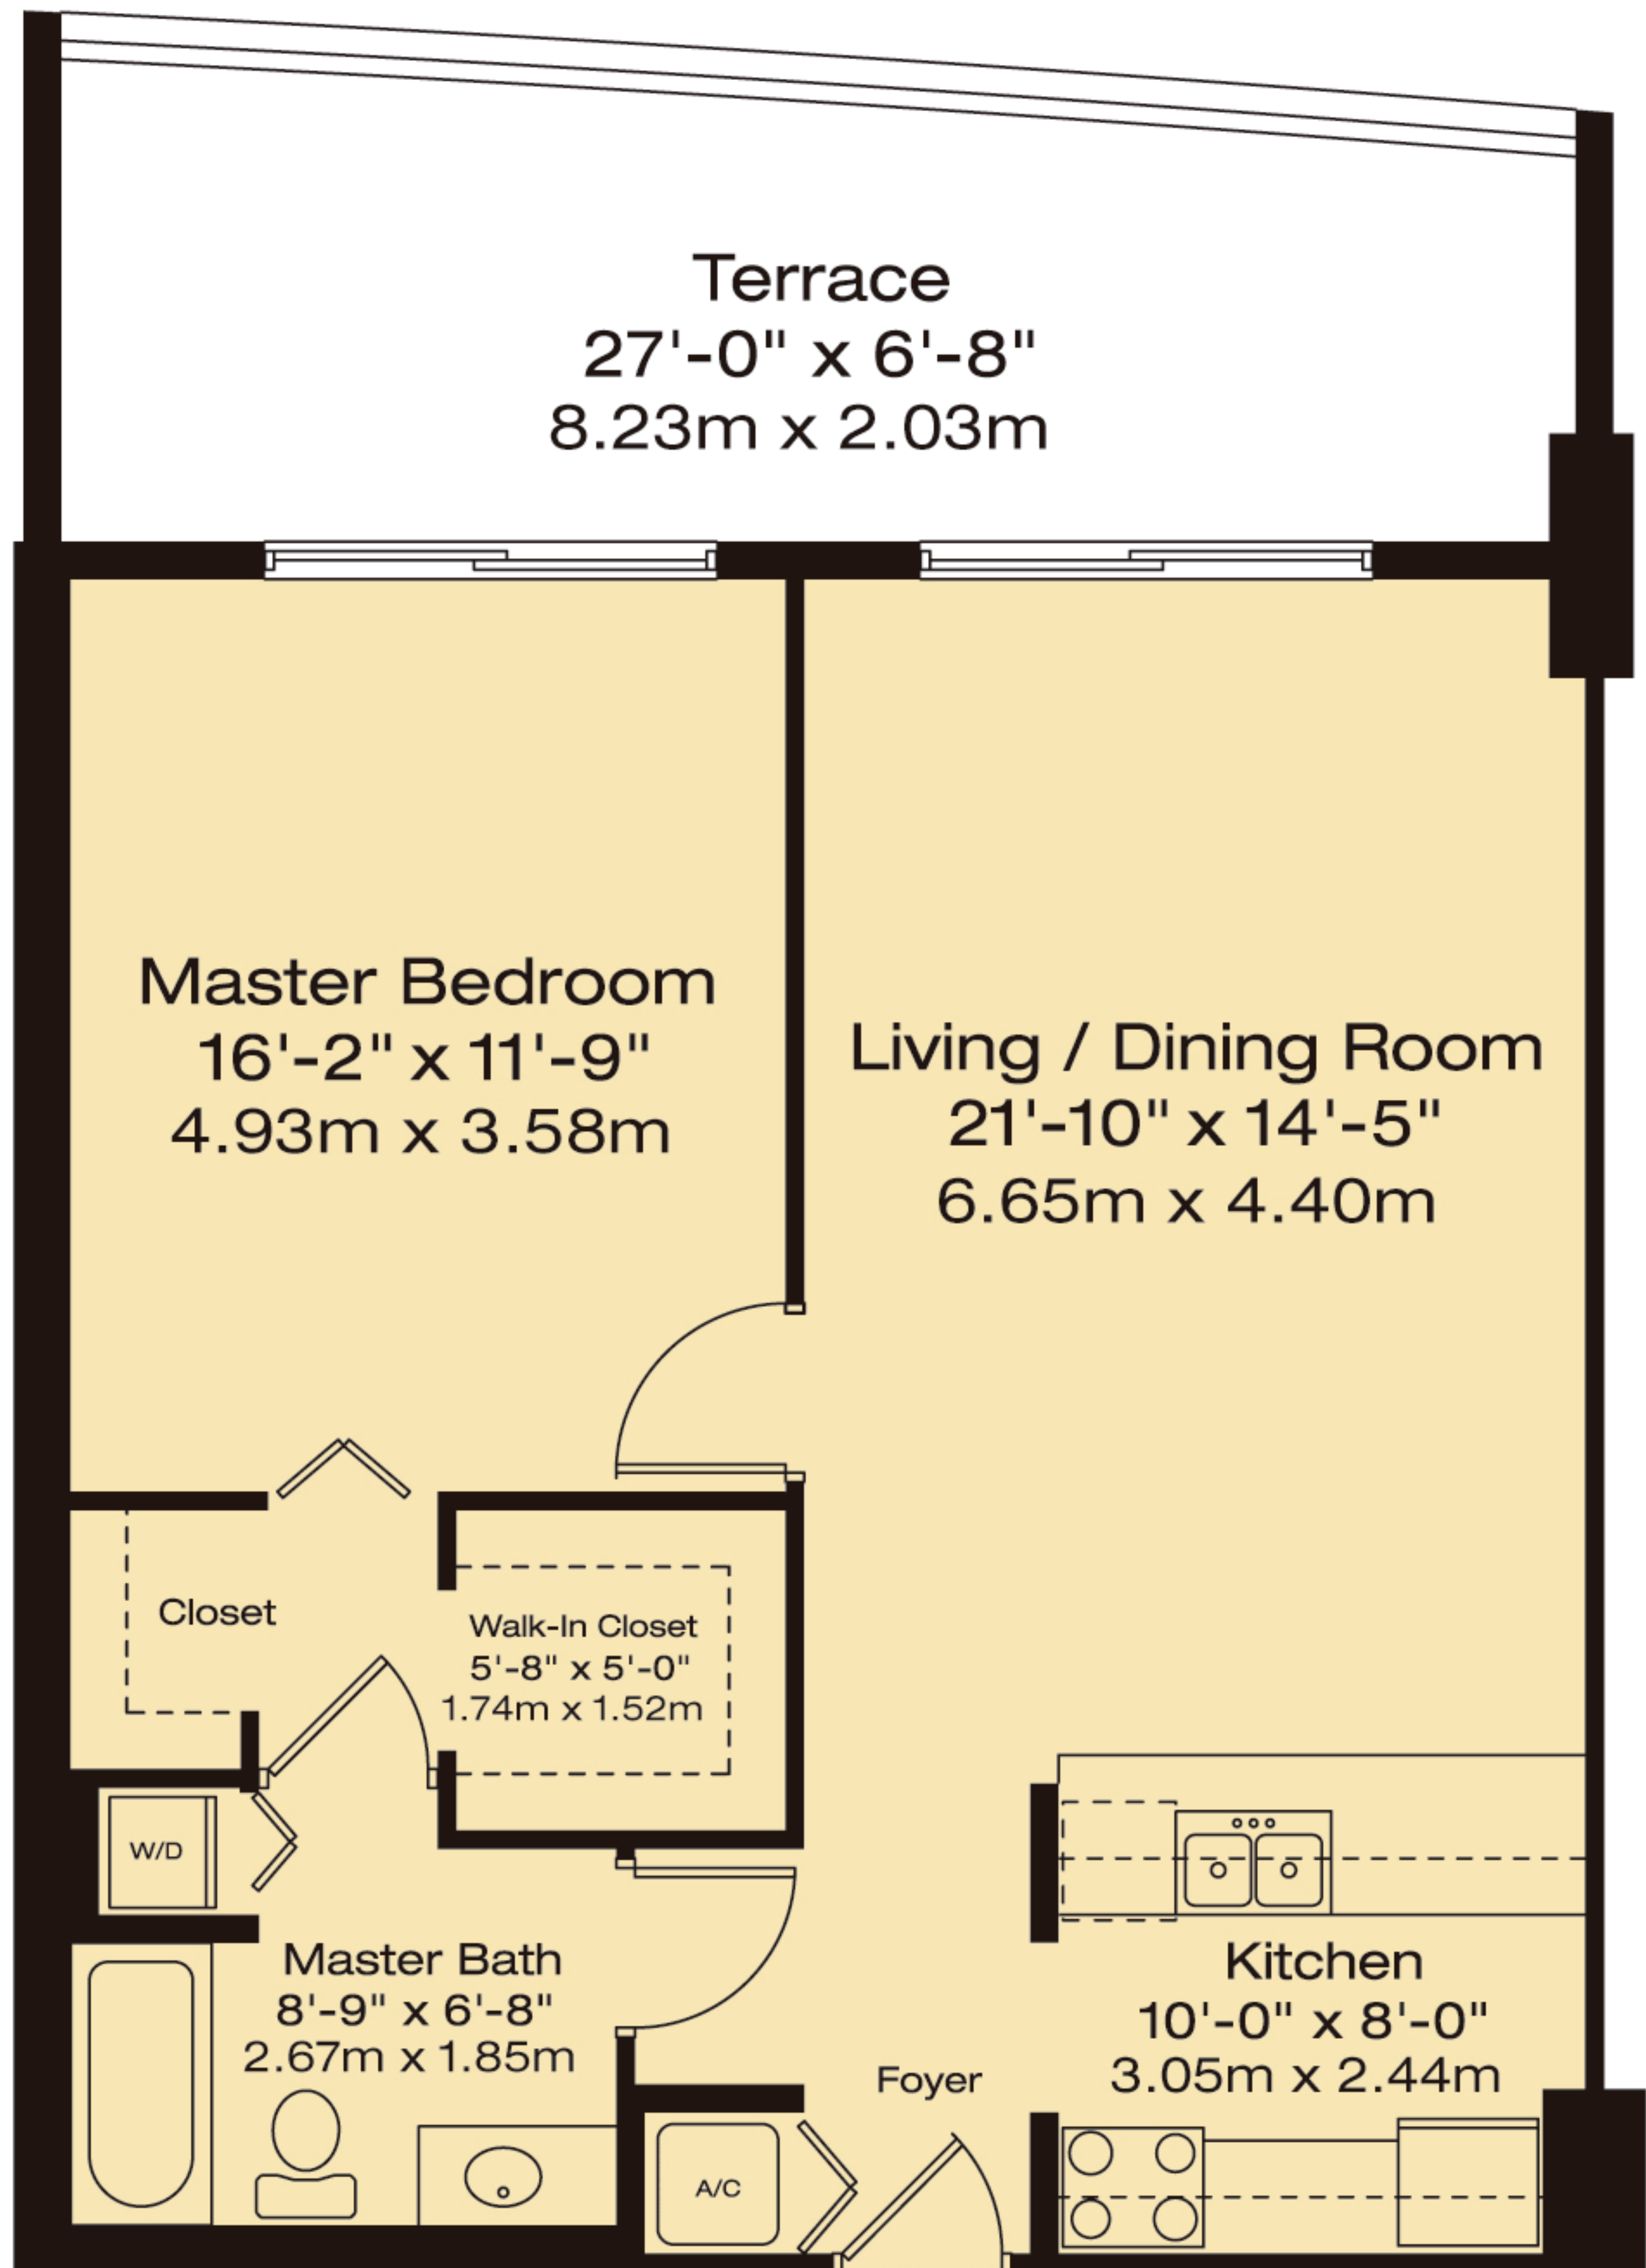 Terrace
27'-0" x 6'-8"
8.23m x 2.03m
Master Bedroom
16'-2" x 11'-9"
4.93m x 3.58m
Living / Dining Room
21'-10" x 14'-5"
6.65m x 4.40m
Closet
Walk-In Closet
5'-8" x 5'-0"
1.74m x 1.52m
W/D
Master Bath
8'-9" x 6'-8"
2.67m x 1.85m
Kitchen
10'-0" x 8'-0"
3.05m x 2.44m
Foyer
A/C